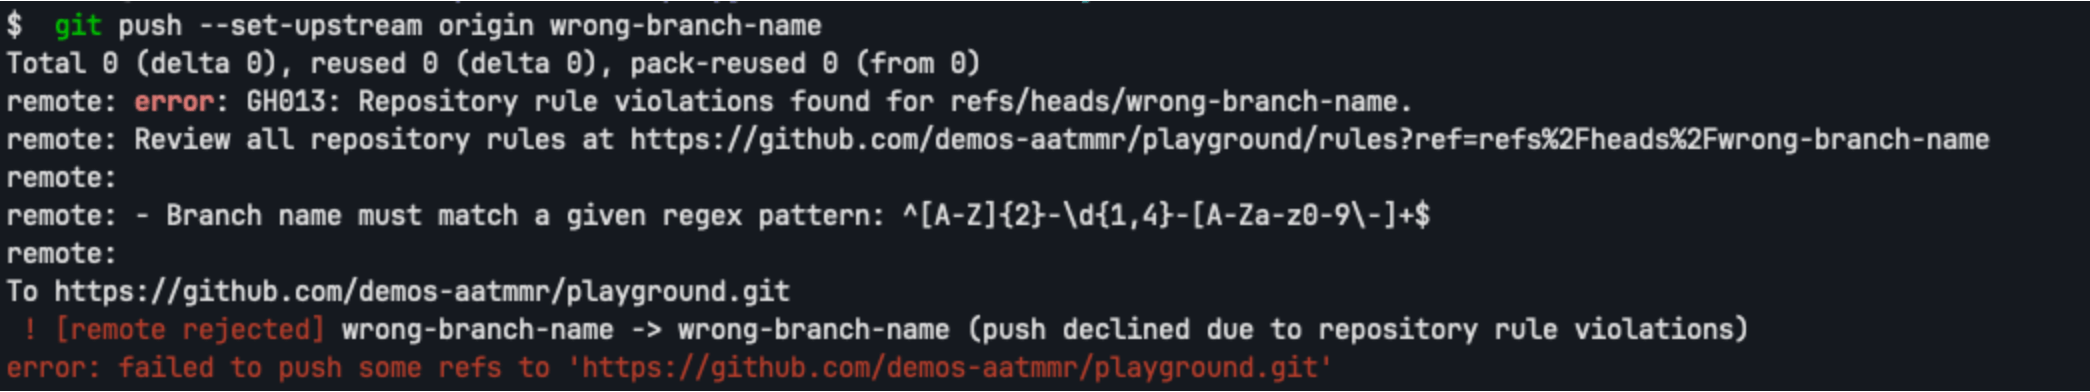 $  git push --set-upstream origin wrong-branch-name
Total 0 (delta 0), reused 0 (delta 0), pack-reused 0 (from 0)
remote: error: GH013: Repository rule violations found for refs/heads/wrong-branch-name.
remote: Review all repository rules at https://github.com/demos-aatmmr/playground/rules?ref=refs%2Fheads%2Fwrong-branch-name
remote:
remote: - Branch name must match a given regex pattern: ^[A-Z]{2}-\d{1,4}-[A-Za-z0-9\-]+$
remote:
To https://github.com/demos-aatmmr/playground.git
 ! [remote rejected] wrong-branch-name -> wrong-branch-name (push declined due to repository rule violations)
error: failed to push some refs to 'https://github.com/demos-aatmmr/playground.git'